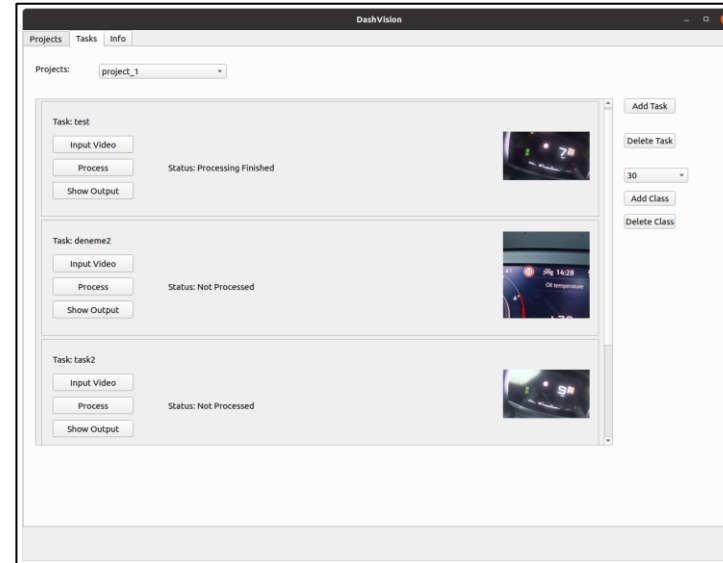 DashVision
Projects Tasks Info
Projects: project_1
Add Task
Delete Task
30
Add Class
Delete Class
Task: test
Input Video
Process
Status: Processing Finished
Show Output
7
Task: deneme2
Input Video
Process
Status: Not Processed
Show Output
14:28
Oil temperature
Task: task2
Input Video
Process
Status: Not Processed
Show Output
9